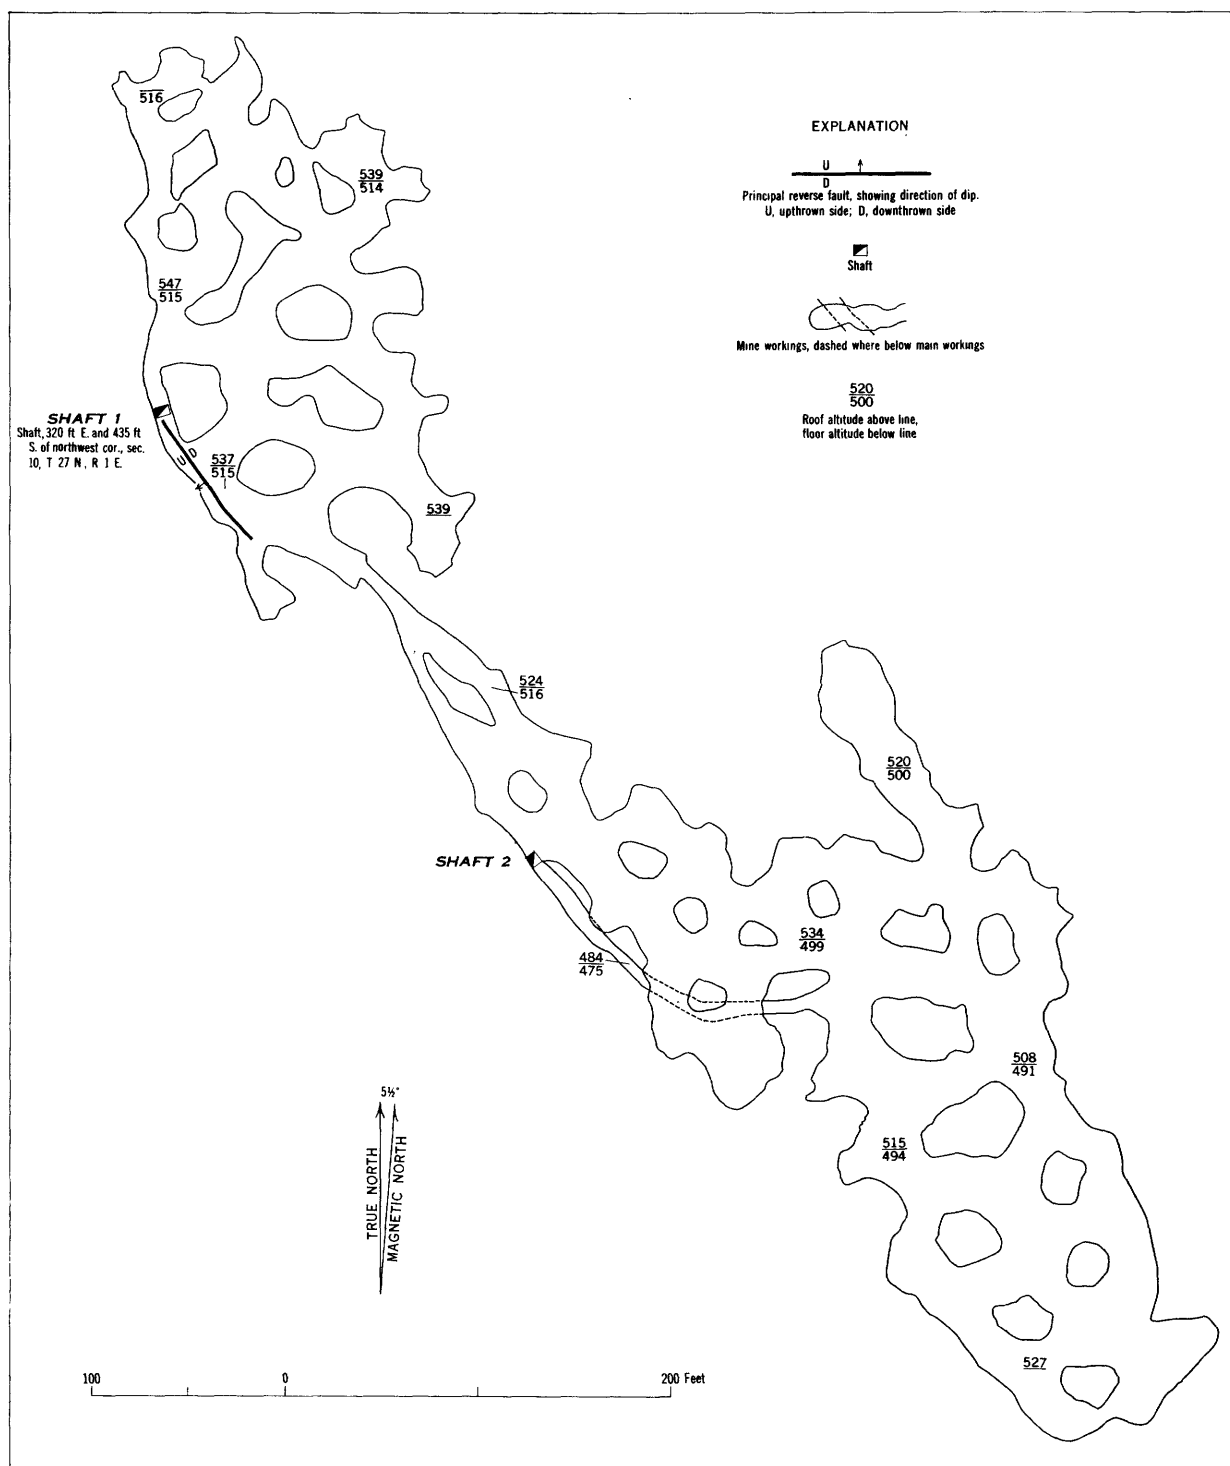 516
EXPLANATION
U
D
Principal reverse fault, showing direction of dip.
U, upthrown side; D, downthrown side
539
514
Shaft
547
515
Mine workings, dashed where below main workings
520
500
Roof altitude above line,
floor altitude below line
SHAFT 1
Shaft, 320 ft E. and 435 ft
S. of northwest cor., sec.
10, T 27 N, R 1 E.
U D
537
515
539
524
516
520
500
SHAFT 2
534
499
484
475
508
491
5½°
TRUE NORTH
MAGNETIC NORTH
515
494
527
100 0 200 Feet